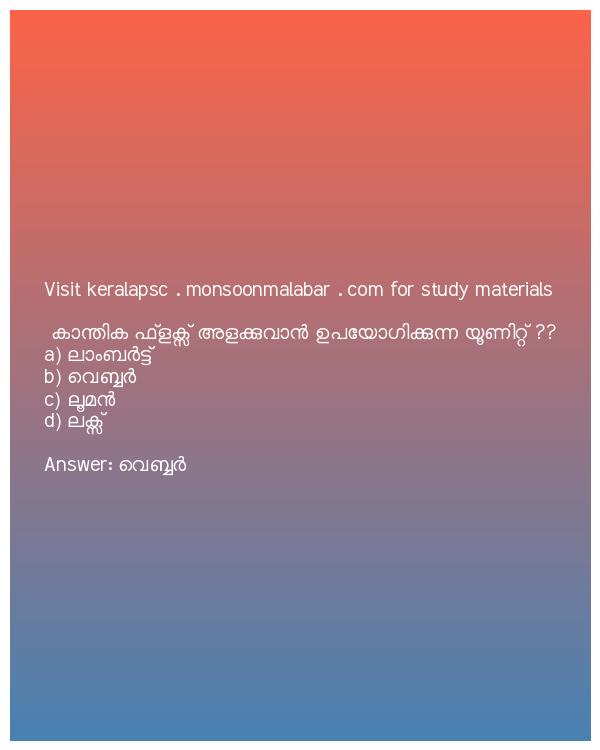 Visit keralapsc . monsoonmalabar . com for study materials
കാന്തിക ഫ്ളക്സ് അളക്കുവാൻ ഉപയോഗിക്കുന്ന യൂണിറ്റ് ??
a) ലാംബർട്ട്
b) വെബ്ബർ
c) ലൂമൻ
d) ലക്സ്
Answer: വെബ്ബർ